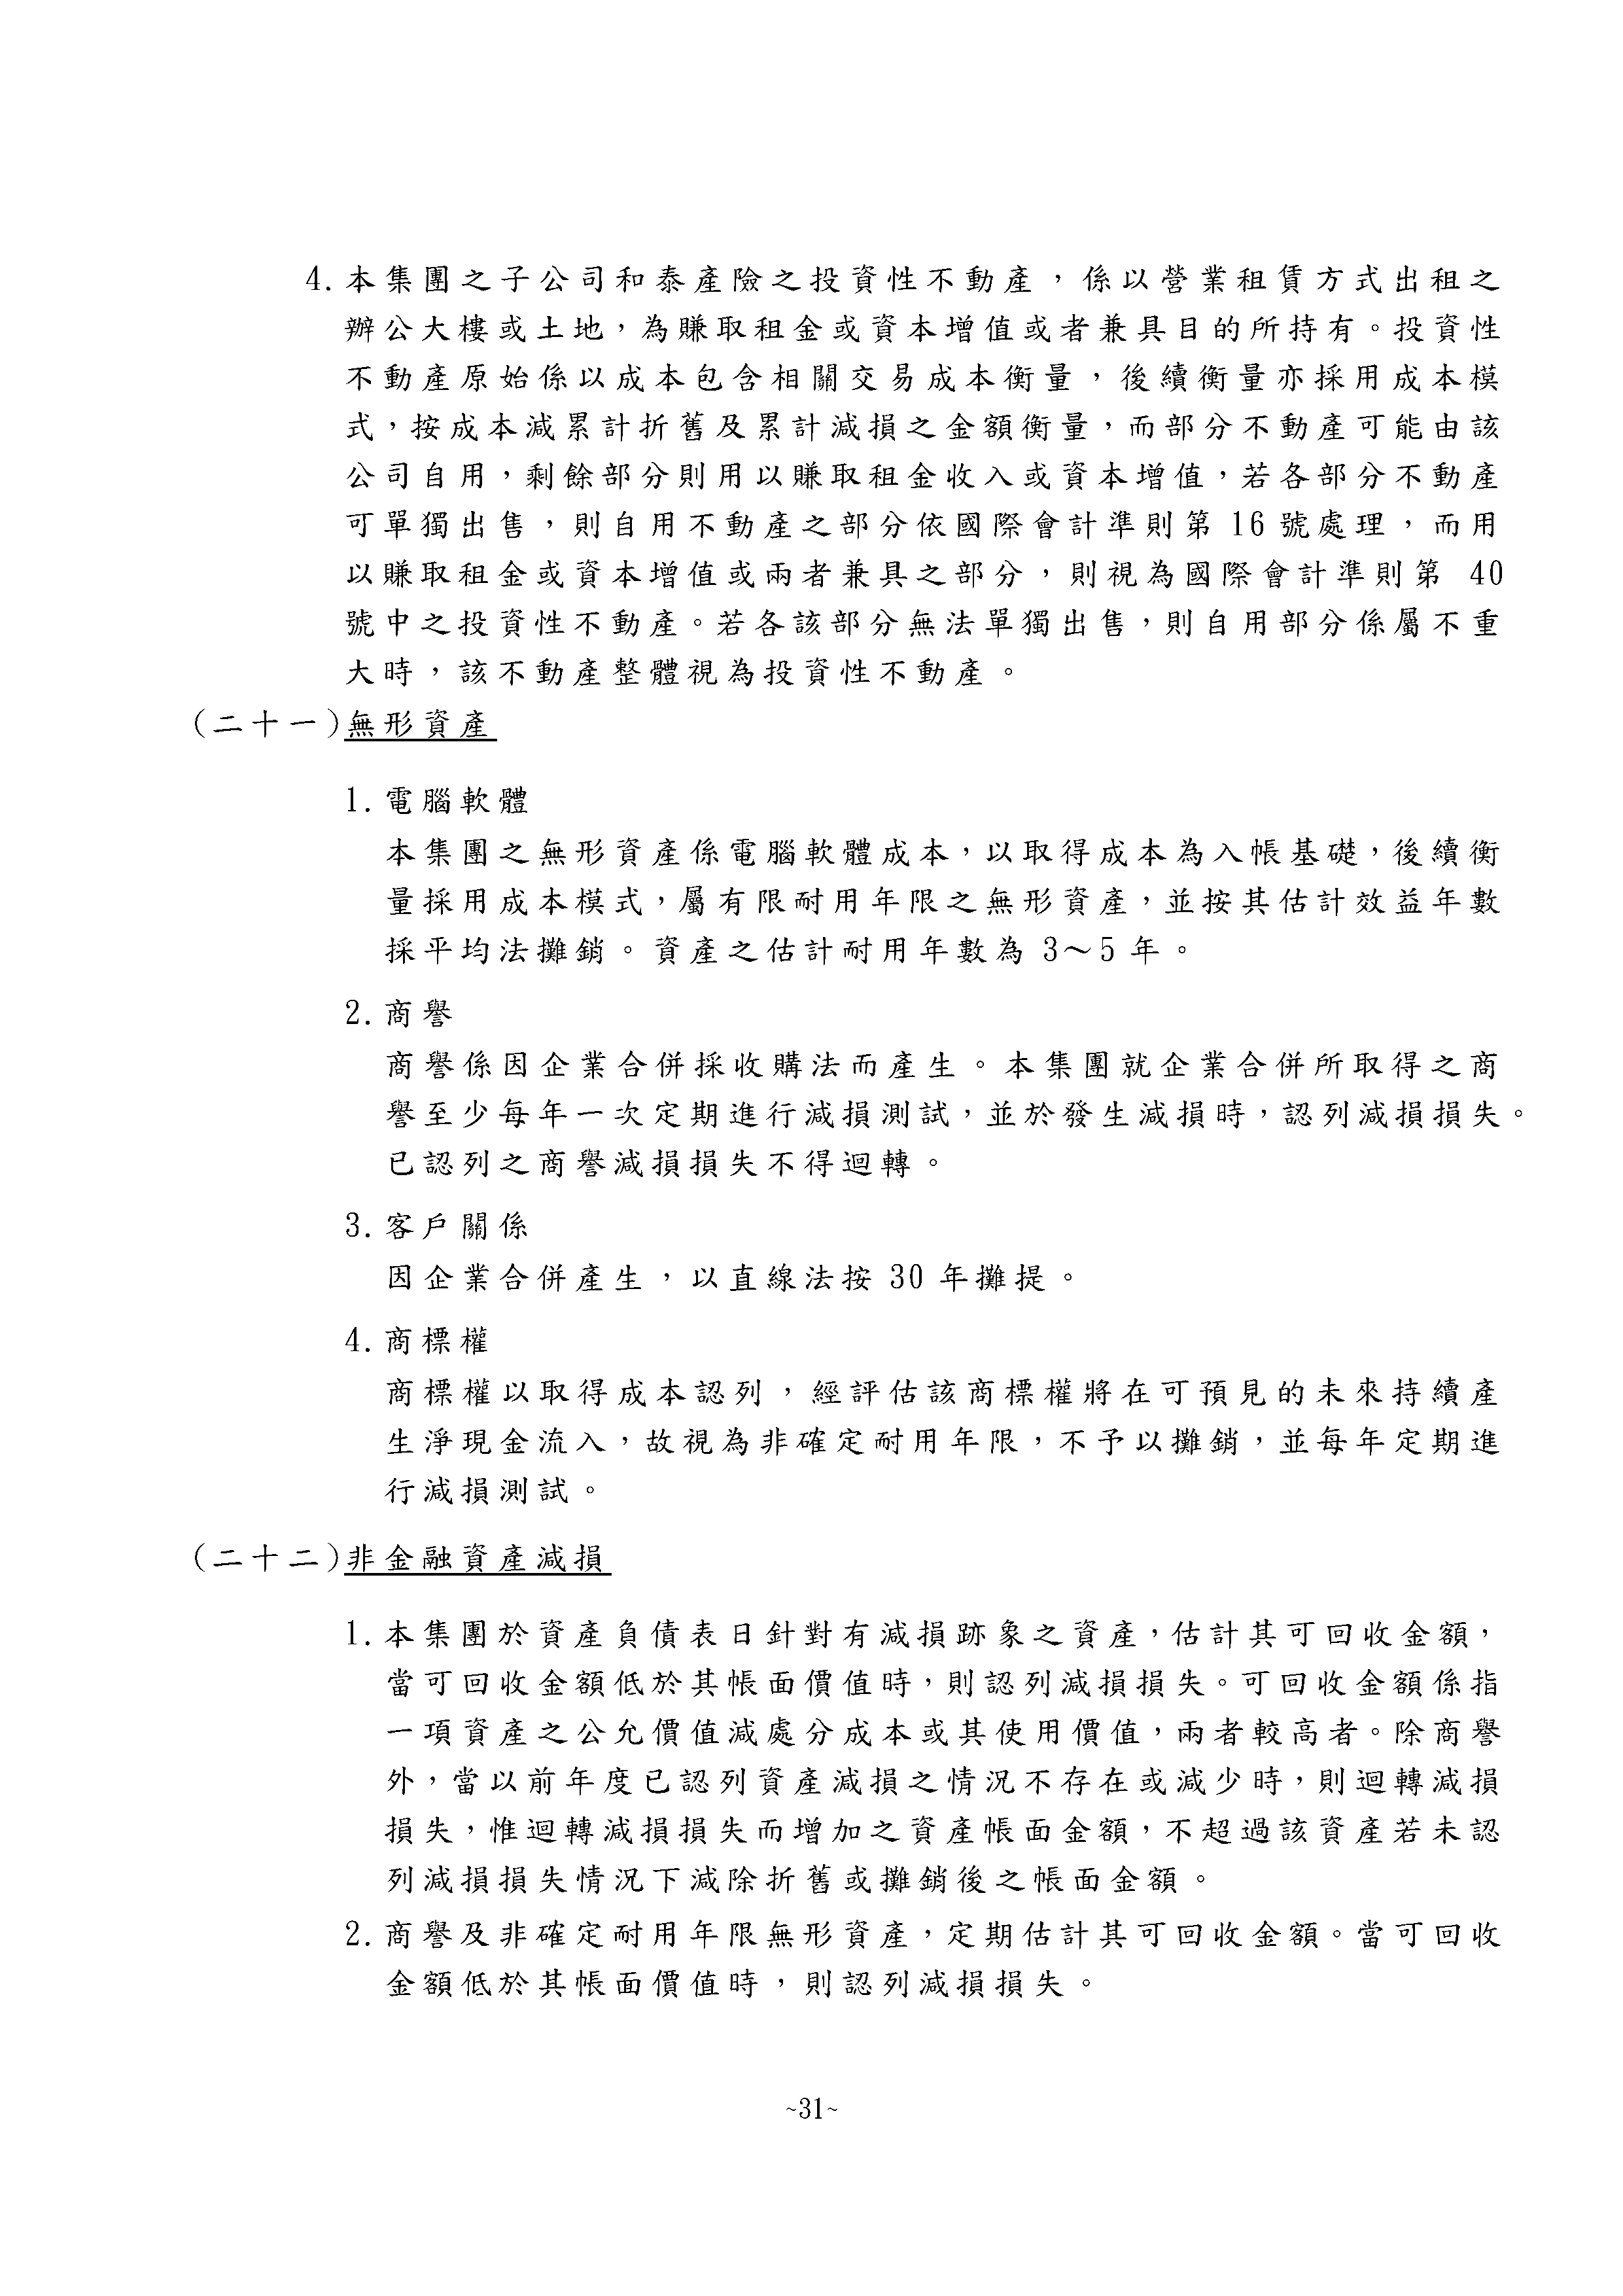 4.本集團之子公司和泰產險之投資性不動產，係以營業租賃方式出租之
辦公大樓或土地，為賺取租金或資本增值或者兼具目的所持有。投資性
不動產原始係以成本包含相關交易成本衡量，後續衡量亦採用成本模
式，按成本減累計折舊及累計減損之金額衡量，而部分不動產可能由該
公司自用，剩餘部分則用以賺取租金收入或資本增值，若各部分不動產
可單獨出售，則自用不動產之部分依國際會計準則第 16 號處理，而用
以賺取租金或資本增值或兩者兼具之部分，則視為國際會計準則第 40
號中之投資性不動產。若各該部分無法單獨出售，則自用部分係屬不重
大時，該不動產整體視為投資性不動產。
(二十一)無形資產
1.電腦軟體
本集團之無形資產係電腦軟體成本，以取得成本為入帳基礎，後續衡
量採用成本模式，屬有限耐用年限之無形資產，並按其估計效益年數
採平均法攤銷。資產之估計耐用年數為 3～5 年。
2.商譽
商譽係因企業合併採收購法而產生。本集團就企業合併所取得之商
譽至少每年一次定期進行減損測試，並於發生減損時，認列減損損失。
已認列之商譽減損損失不得迴轉。
3.客戶關係
因企業合併產生，以直線法按 30 年攤提。
4.商標權
商標權以取得成本認列，經評估該商標權將在可預見的未來持續產
生淨現金流入，故視為非確定耐用年限，不予以攤銷，並每年定期進
行減損測試。
(二十二)非金融資產減損
1.本集團於資產負債表日針對有減損跡象之資產，估計其可回收金額，
當可回收金額低於其帳面價值時，則認列減損損失。可回收金額係指
一項資產之公允價值減處分成本或其使用價值，兩者較高者。除商譽
外，當以前年度已認列資產減損之情況不存在或減少時，則迴轉減損
損失，惟迴轉減損損失而增加之資產帳面金額，不超過該資產若未認
列減損損失情況下減除折舊或攤銷後之帳面金額。
2.商譽及非確定耐用年限無形資產，定期估計其可回收金額。當可回收
金額低於其帳面價值時，則認列減損損失。
~31~